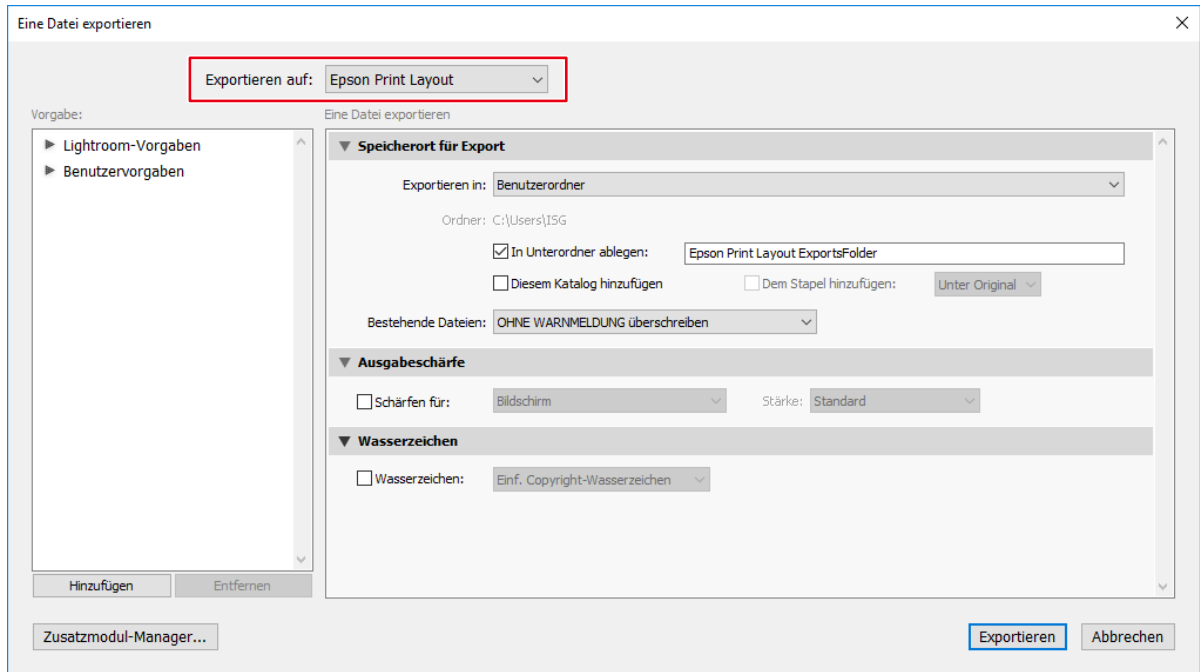 Eine Datei exportieren
Exportieren auf: Epson Print Layout
Vorgabe:
Eine Datei exportieren
Lightroom-Vorgaben
Benutzervorgaben
Hinzufügen Entfernen
Speicherort für Export
Exportieren in: Benutzerordner
Ordner: C:\Users\ISG
In Unterordner ablegen: Epson Print Layout ExportsFolder
Diesem Katalog hinzufügen Dem Stapel hinzufügen: Unter Original
Bestehende Dateien: OHNE WARNMELDUNG überschreiben
Ausgabeschärfe
Schärfen für: Bildschirm Stärke: Standard
Wasserzeichen
Wasserzeichen: Einf. Copyright-Wasserzeichen
Zusatzmodul-Manager... Exportieren Abbrechen